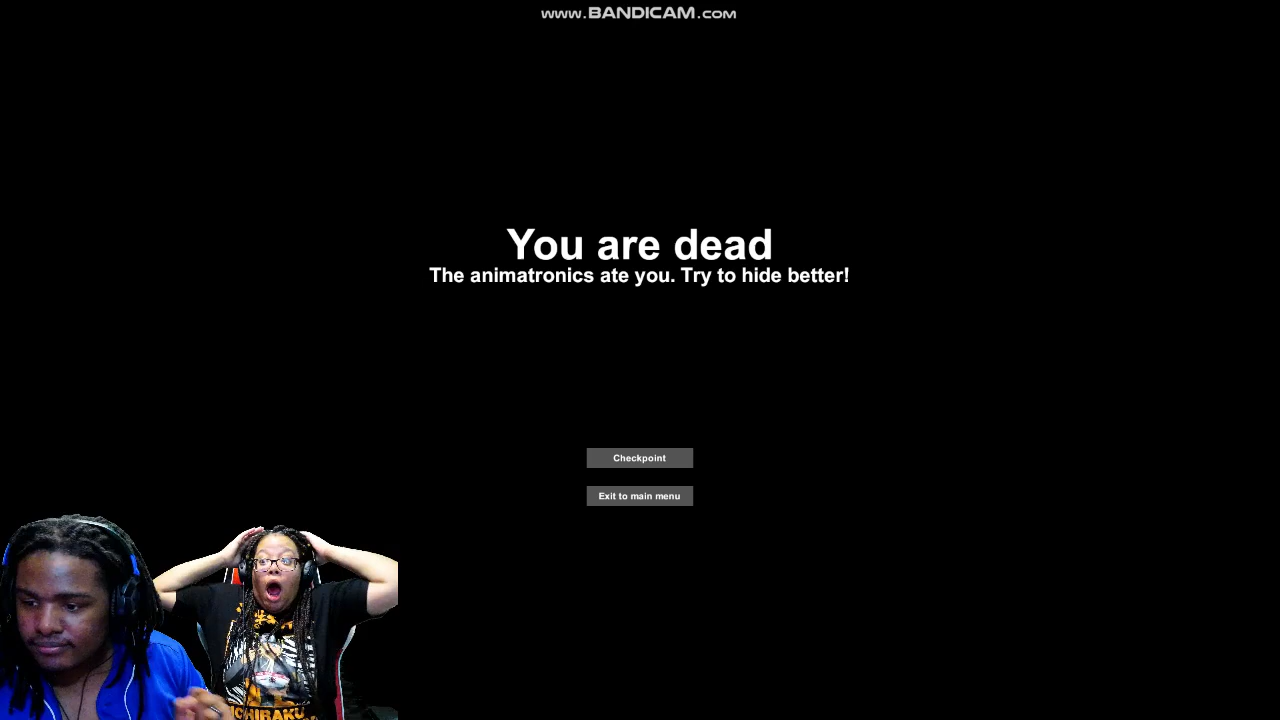 www.BANDICAM.com
You are dead
The animatronics ate you. Try to hide better!
Checkpoint
Exit to main menu
ICHIRAKU